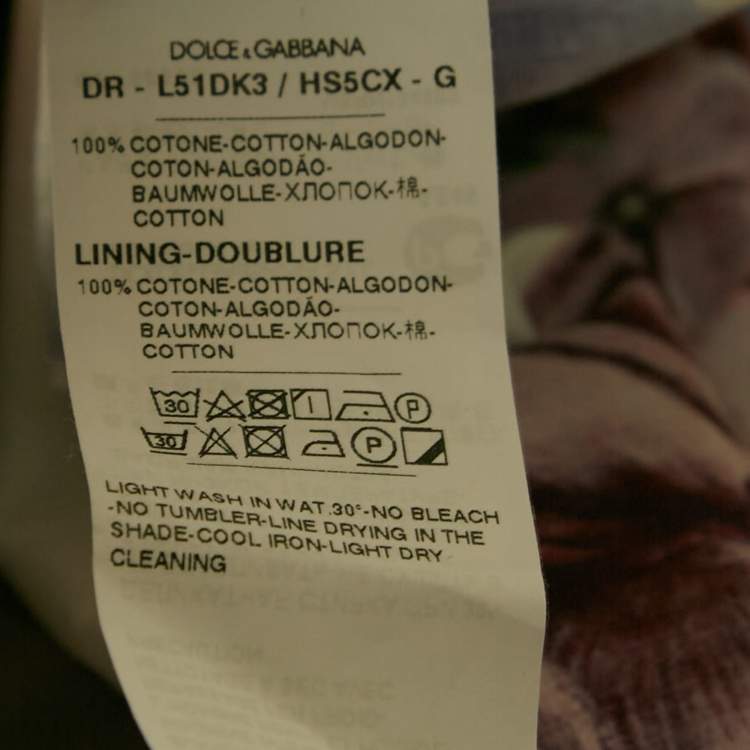 DOLCE & GABBANA
DR - L51DK3 / HS5CX - G
100% COTONE-COTTON-ALGODON-
COTON-ALGODÃO-
BAUMWOLLE-ХЛОПОК-棉-
COTTON
LINING-DOUBLURE
100% COTONE-COTTON-ALGODON-
COTON-ALGODÃO-
BAUMWOLLE-ХЛОПОК-棉-
COTTON
30 P
30 P
LIGHT WASH IN WAT.30°-NO BLEACH
-NO TUMBLER-LINE DRYING IN THE
SHADE-COOL IRON-LIGHT DRY
CLEANING